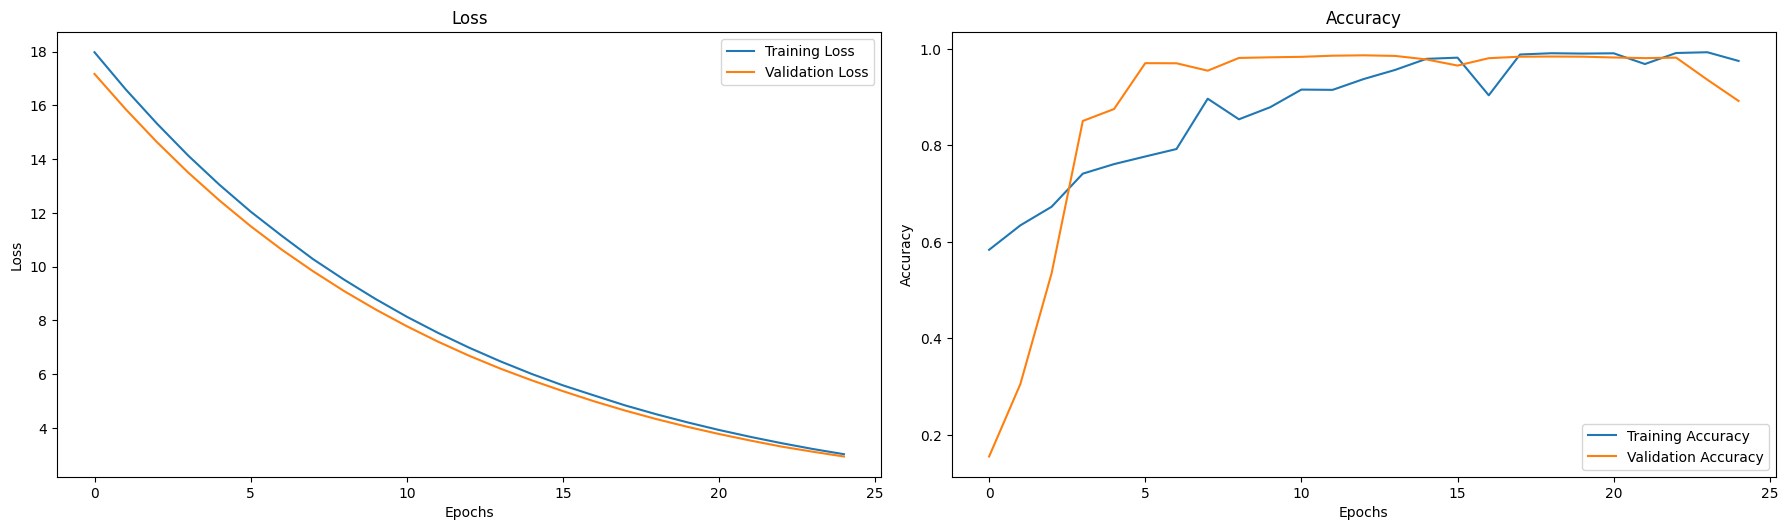 Loss
Training Loss
Validation Loss
18
16
14
12
10
8
6
4
Loss
0
5
10
15
20
25
Epochs
Accuracy
1.0
0.8
0.6
0.4
0.2
Accuracy
Training Accuracy
Validation Accuracy
0
5
10
15
20
25
Epochs